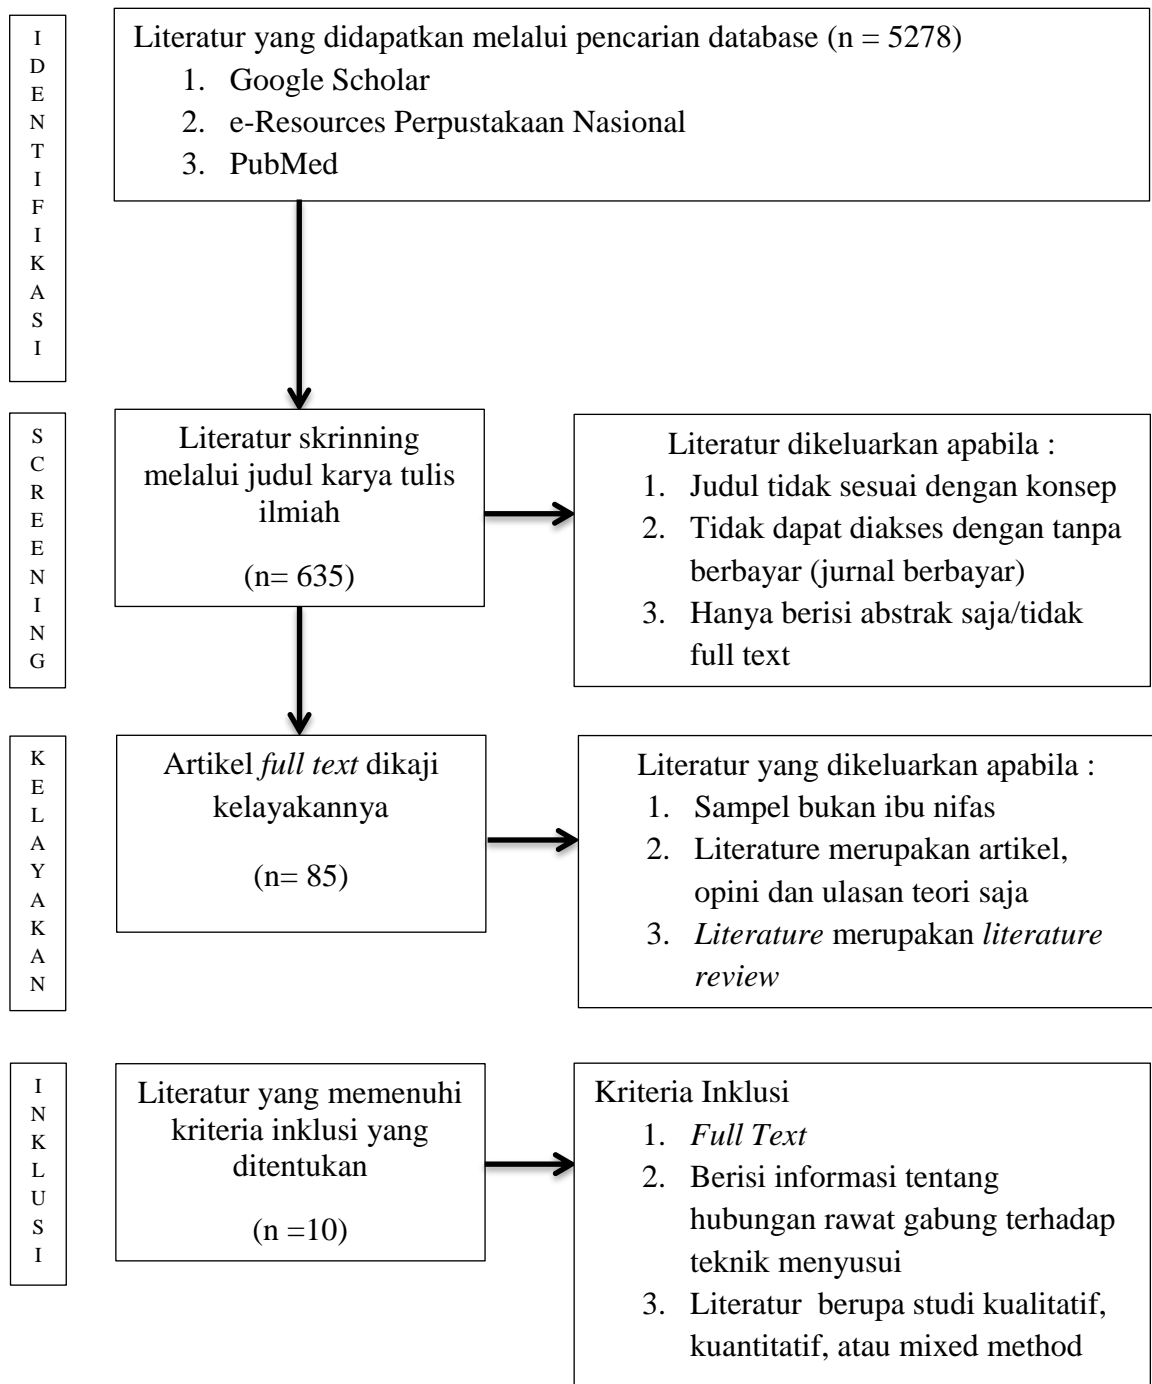 IDENTIFIKASI
Literatur yang didapatkan melalui pencarian database (n = 5278)
1. Google Scholar
2. e-Resources Perpustakaan Nasional
3. PubMed
SCREENING
Literatur skrinning
melalui judul karya tulis
ilmiah
(n= 635)
Literatur dikeluarkan apabila :
1. Judul tidak sesuai dengan konsep
2. Tidak dapat diakses dengan tanpa
berbayar (jurnal berbayar)
3. Hanya berisi abstrak saja/tidak
full text
KELAYAKAN
Artikel full text dikaji
kelayakannya
(n= 85)
Literatur yang dikeluarkan apabila :
1. Sampel bukan ibu nifas
2. Literature merupakan artikel,
opini dan ulasan teori saja
3. Literature merupakan literature
review
INKLUSI
Literatur yang memenuhi
kriteria inklusi yang
ditentukan
(n =10)
Kriteria Inklusi
1. Full Text
2. Berisi informasi tentang
hubungan rawat gabung terhadap
teknik menyusui
3. Literatur berupa studi kualitatif,
kuantitatif, atau mixed method